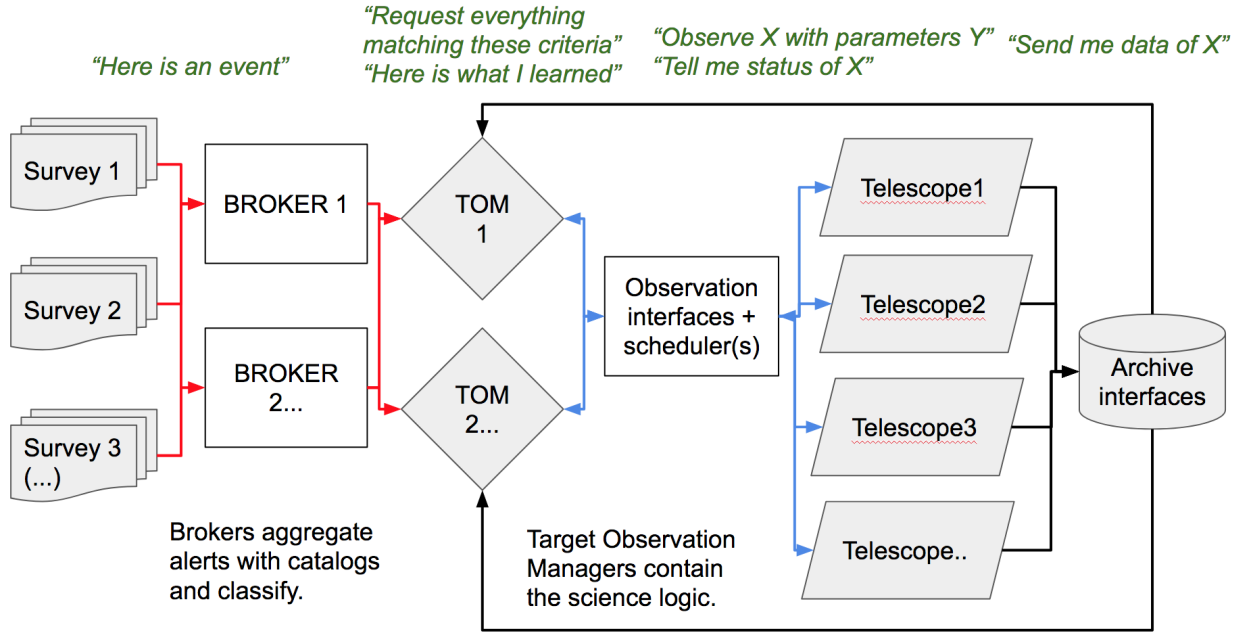 “Request everything
matching these criteria”
“Here is what I learned”
“Observe X with parameters Y”
“Tell me status of X”
“Send me data of X”
“Here is an event”
Survey 1
Survey 2
Survey 3
(...)
BROKER 1
BROKER
2...
TOM
1
TOM
2...
Observation
interfaces +
scheduler(s)
Telescope1
Telescope2
Telescope3
Telescope..
Archive
interfaces
Brokers aggregate
alerts with catalogs
and classify.
Target Observation
Managers contain
the science logic.